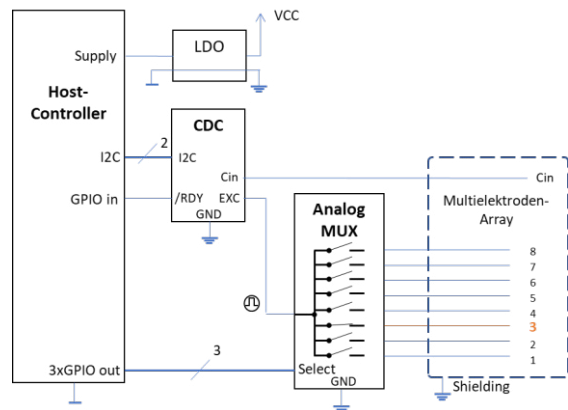 VCC
LDO
Supply
Host-
Controller
CDC
2
I2C
I2C
Cin
Cin
GPIO in
/RDY
EXC
GND
Multielektroden-
Array
Analog
MUX
8
7
6
5
4
3
2
1
3
3xGPIO out
Select
GND
Shielding